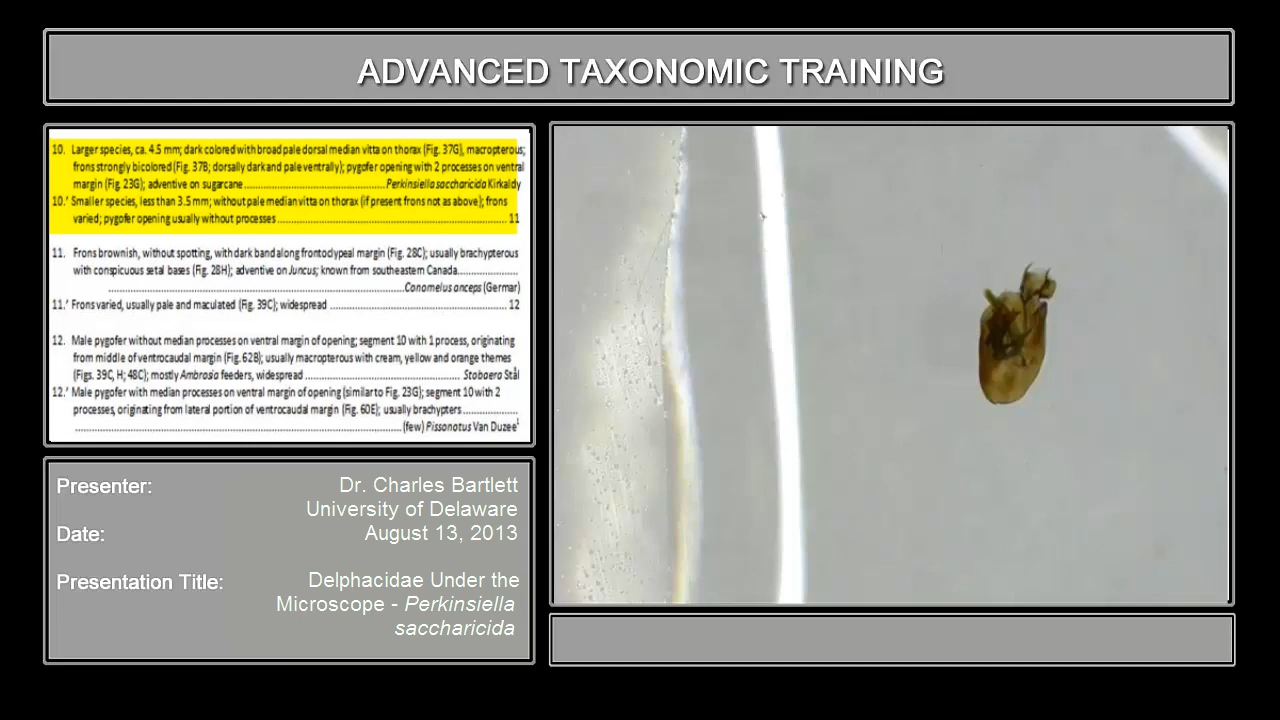 ADVANCED TAXONOMIC TRAINING
10. Larger species, ca. 4.5 mm; dark colored with broad pale dorsal median vitta on thorax (Fig. 37G), macropterous;
frons strongly bicolored (Fig. 37B; dorsally dark and pale ventrally); pygofer opening with 2 processes on ventral
margin (Fig. 23G); adventive on sugarcane ................................................Perkinsiella saccharicida Kirkaldy
10.' Smaller species, less than 3.5 mm; without pale median vitta on thorax (if present frons not as above); frons
varied; pygofer opening usually without processes ............................................................................... 11
11. Frons brownish, without spotting, with dark band along frontoclypeal margin (Fig. 28C); usually brachypterous
with conspicuous setal bases (Fig. 28H); adventive on Juncus; known from southeastern Canada.....................
.......................................................................................................Conomelus anceps (Germar)
11.' Frons varied, usually pale and maculated (Fig. 39C); widespread ............................................................. 12
12. Male pygofer without median processes on ventral margin of opening; segment 10 with 1 process, originating
from middle of ventrocaudal margin (Fig. 62B); usually macropterous with cream, yellow and orange themes
(Figs. 39C, H; 48C); mostly Ambrosia feeders, widespread ..................................................... Stobaera Stål
12.' Male pygofer with median processes on ventral margin of opening (similar to Fig. 23G); segment 10 with 2
processes, originating from lateral portion of ventrocaudal margin (Fig. 60E); usually brachypters ..................
...................................................................................................................(few) Pissonotus Van Duzee¹
Presenter: Dr. Charles Bartlett
University of Delaware
Date: August 13, 2013
Presentation Title: Delphacidae Under the
Microscope - Perkinsiella
saccharicida